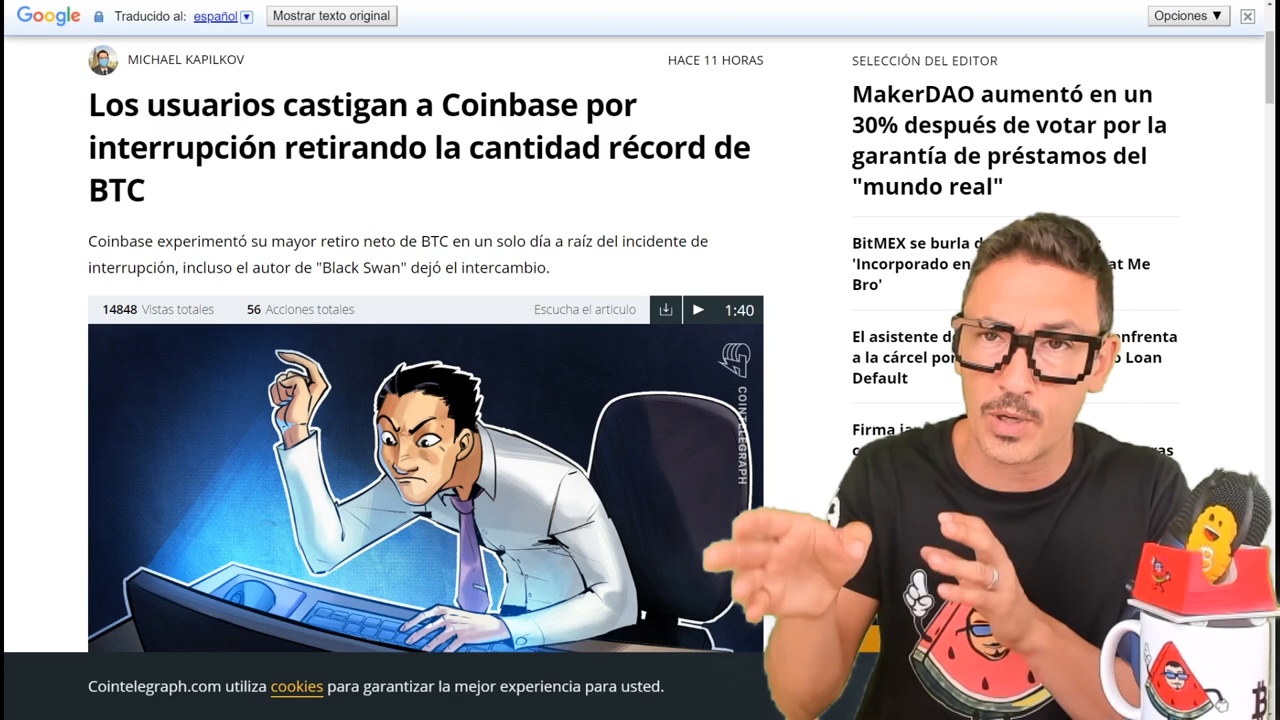 Google Traducido al: español Mostrar texto original Opciones ▼
MICHAEL KAPILKOV
HACE 11 HORAS
Los usuarios castigan a Coinbase por
interrupción retirando la cantidad récord de
BTC
Coinbase experimentó su mayor retiro neto de BTC en un solo día a raíz del incidente de
interrupción, incluso el autor de "Black Swan" dejó el intercambio.
14848 Vistas totales 56 Acciones totales Escucha el articulo 1:40
COINTELEGRAPH
Cointelegraph.com utiliza cookies para garantizar la mejor experiencia para usted.
SELECCIÓN DEL EDITOR
MakerDAO aumentó en un
30% después de votar por la
garantía de préstamos del
"mundo real"
BitMEX se burla
'Incorporado en at Me
Bro'
El asistente enfrenta
a la cárcel por Loan
Default
Firma